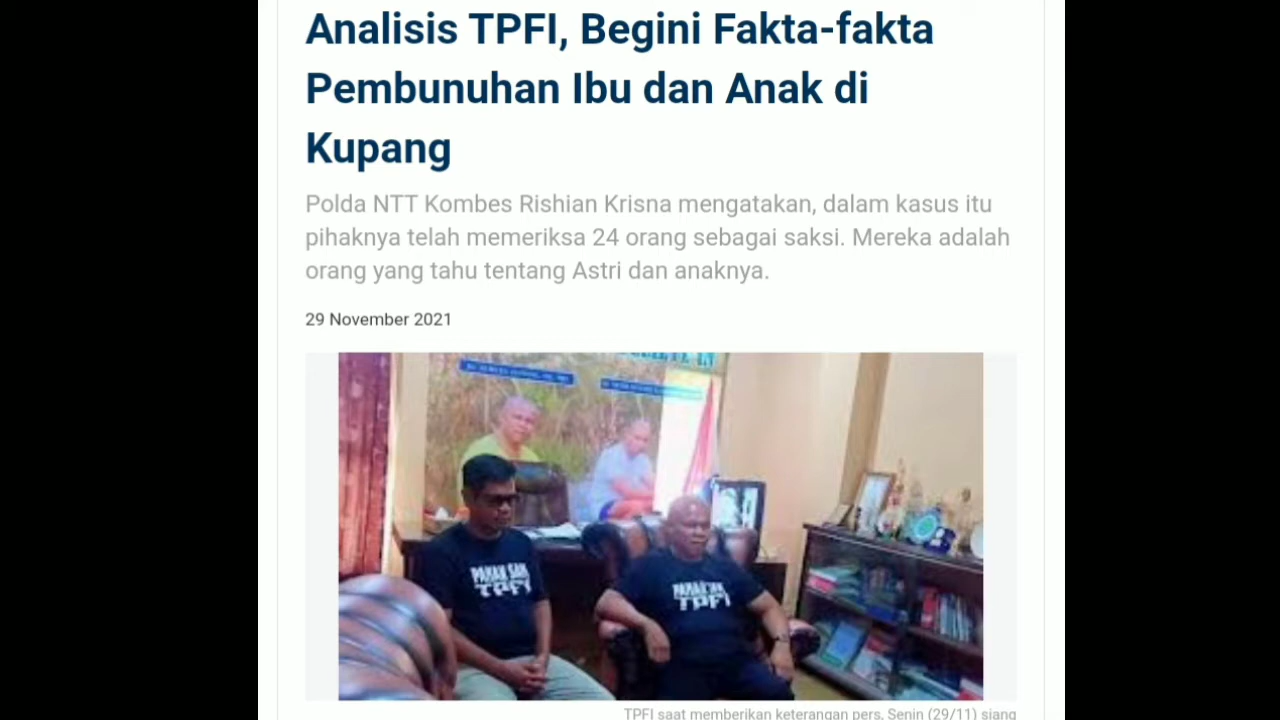 Analisis TPFI, Begini Fakta-fakta
Pembunuhan Ibu dan Anak di
Kupang
Polda NTT Kombes Rishian Krisna mengatakan, dalam kasus itu
pihaknya telah memeriksa 24 orang sebagai saksi. Mereka adalah
orang yang tahu tentang Astri dan anaknya.
29 November 2021
TPFI
TPFI
TPFI saat memberikan keterangan pers, Senin (29/11) siang